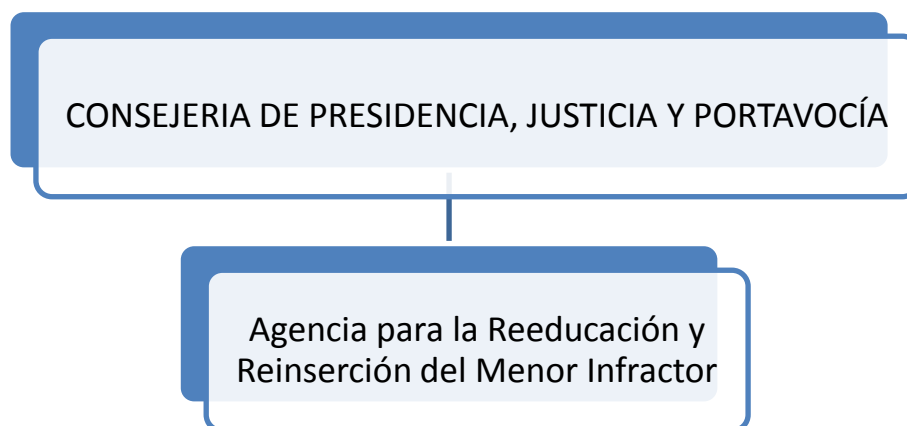 CONSEJERIA DE PRESIDENCIA, JUSTICIA Y PORTAVOCÍA
Agencia para la Reeducación y
Reinserción del Menor Infractor